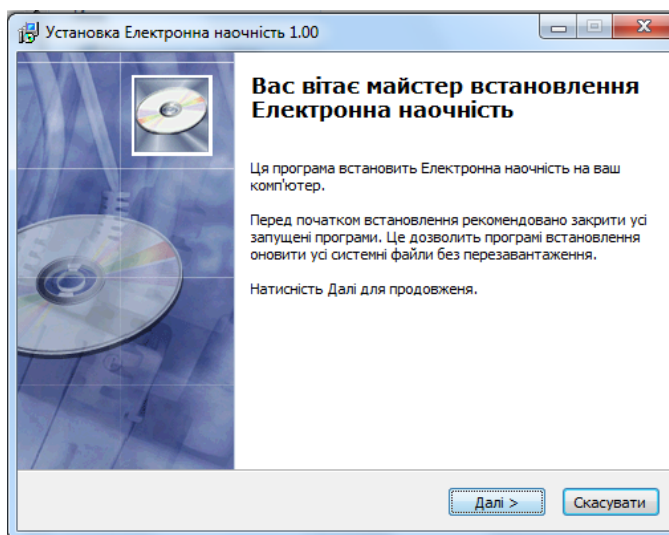 Установка Електронна наочність 1.00
Вас вітає майстер встановлення
Електронна наочність
Ця програма встановить Електронна наочність на ваш
комп'ютер.
Перед початком встановлення рекомендовано закрити усі
запущені програми. Це дозволить програмі встановлення
оновити усі системні файли без перезавантаження.
Натисність Далі для продовженя.
Далі >
Скасувати